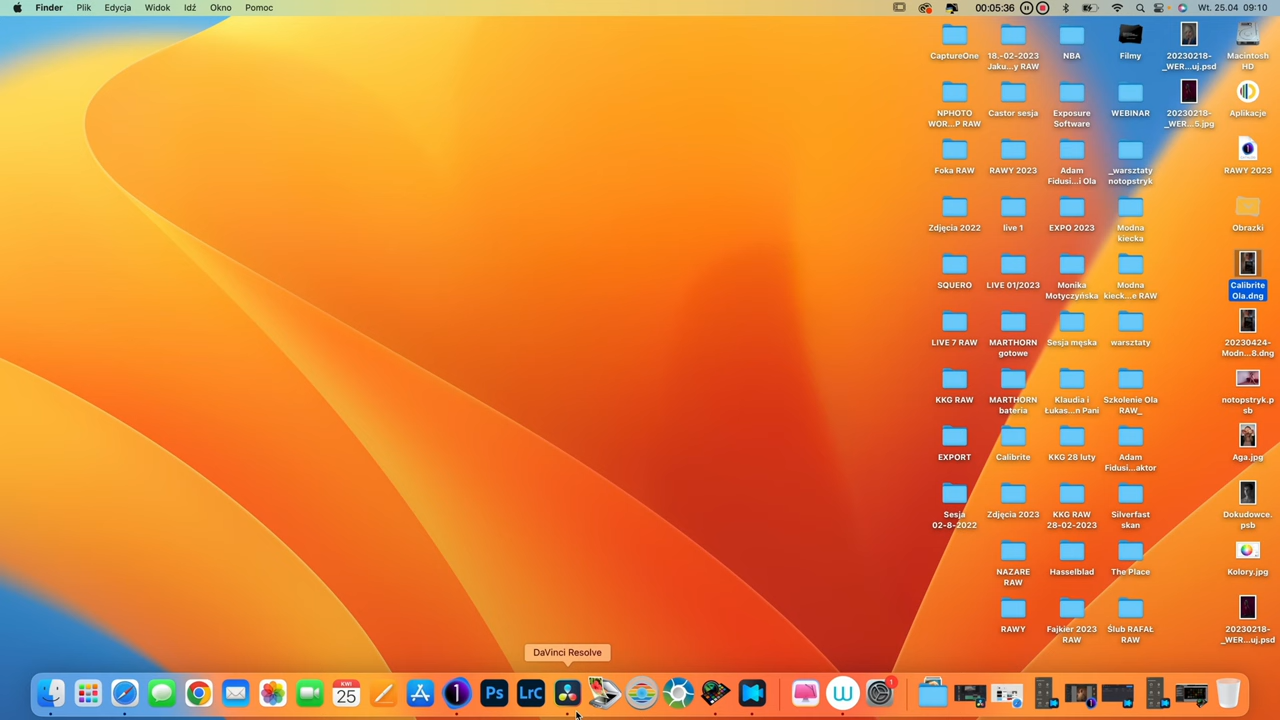 Finder Plik Edycja Widok Idź Okno Pomoc 00:05:36 Wt. 25.04 09:10
CaptureOne
18.-02-2023
Jaku...y RAW
NBA
Filmy
20230218-
_WER...uj.psd
Macintosh
HD
NPHOTO
WOR...P RAW
Castor sesja
Exposure
Software
WEBINAR
20230218-
_WER...5.jpg
Aplikacje
Foka RAW
RAWY 2023
Adam
Fidusi...i Ola
_warsztaty
notopstryk
RAWY 2023
Zdjęcia 2022
live 1
EXPO 2023
Modna
kiecka
Obrazki
SQUERO
LIVE 01/2023
Monika
Motyczyńska
Modna
kieck...e RAW
Calibrite
Ola.dng
LIVE 7 RAW
MARTHORN
gotowe
Sesja męska
warsztaty
20230424-
Modn...8.dng
KKG RAW
MARTHORN
bateria
Klaudia i
Łukas...n Pani
Szkolenie Ola
RAW_
notopstryk.p
sb
EXPORT
Calibrite
KKG 28 luty
Adam
Fidusi...aktor
Aga.jpg
Sesja
02-8-2022
Zdjęcia 2023
KKG RAW
28-02-2023
Silverfast
skan
Dokudowce.
psb
NAZARE
RAW
Hasselblad
The Place
Kolory.jpg
RAWY
Fajkier 2023
RAW
Ślub RAFAŁ
RAW
20230218-
_WER...uj.psd
DaVinci Resolve
KWI
25
1
Ps
LrC
W
1